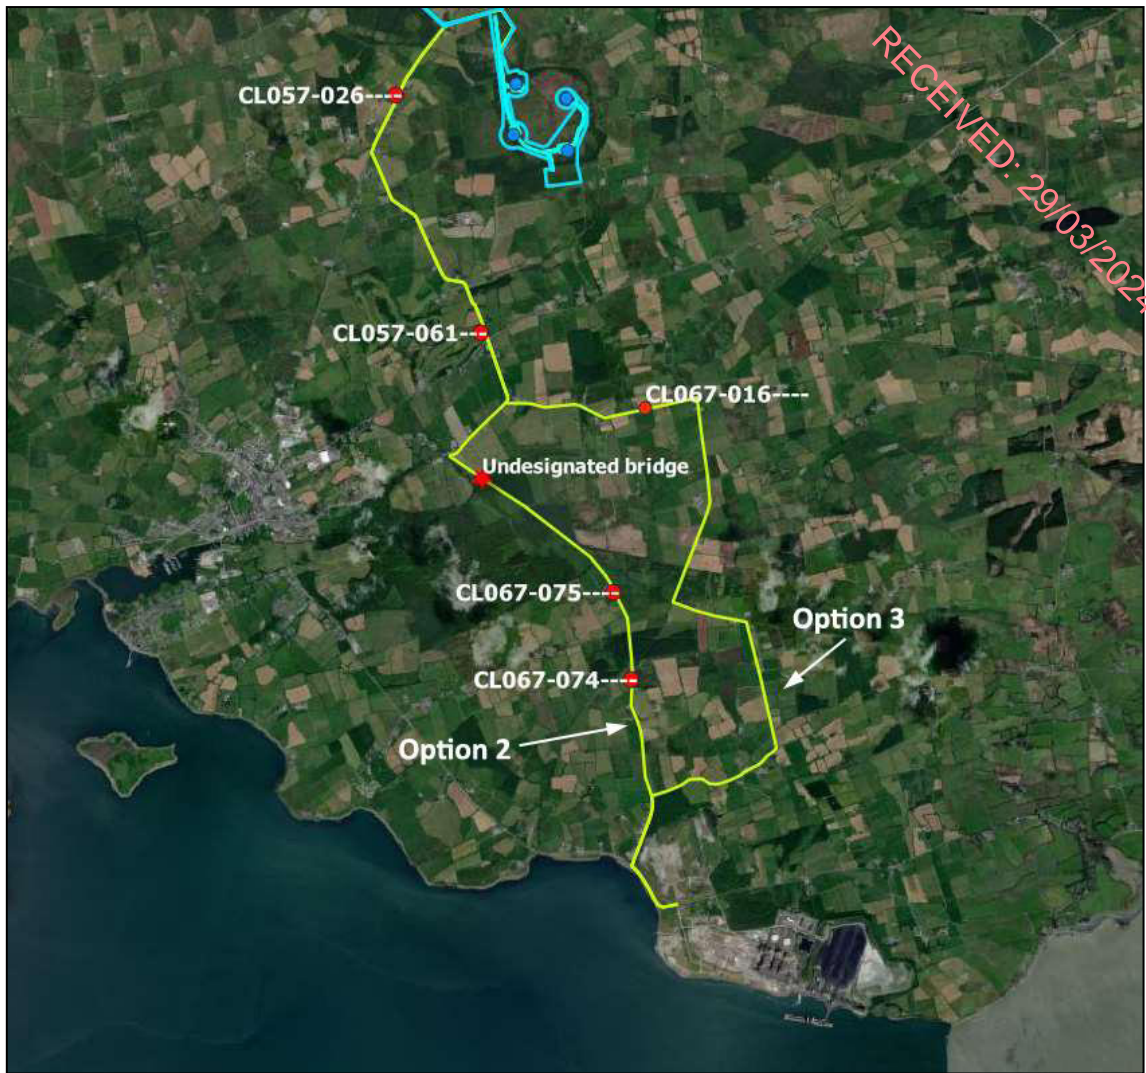 RECEIVED: 29/03/2024
CL057-026----
CL057-061---
CL067-016----
Undesignated bridge
CL067-075----
Option 3
CL067-074----
Option 2